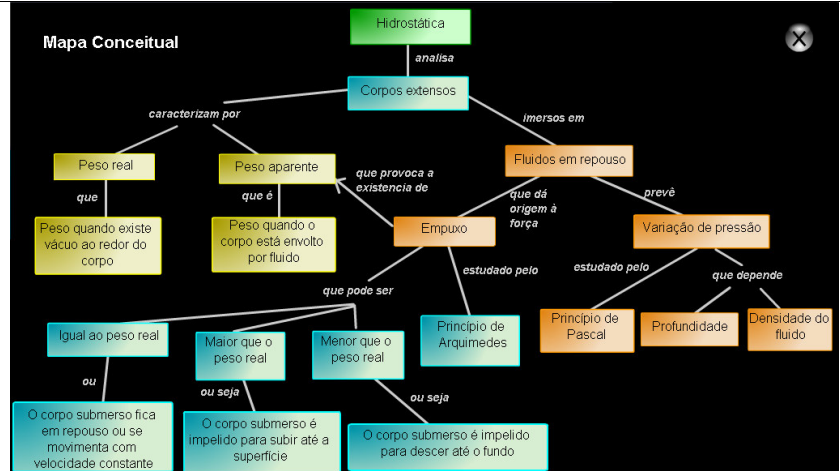 Hidrostática
Mapa Conceitual
analisa
Corpos extensos
caracterizam por
imersos em
Peso real
Peso aparente
que provoca a
existencia de
Fluidos em repouso
que
que é
que dá
origem à
força
prevê
Peso quando existe
vácuo ao redor do
corpo
Peso quando o
corpo está envolto
por fluido
Empuxo
Variação de pressão
estudado pelo
estudado pelo
que depende
que pode ser
Igual ao peso real
Maior que o
peso real
Menor que o
peso real
Princípio de
Arquimedes
Princípio de
Pascal
Profundidade
Densidade do
fluido
ou
ou seja
ou seja
O corpo submerso fica
em repouso ou se
movimenta com
velocidade constante
O corpo submerso é
impelido para subir até a
superfície
O corpo submerso é impelido
para descer até o fundo